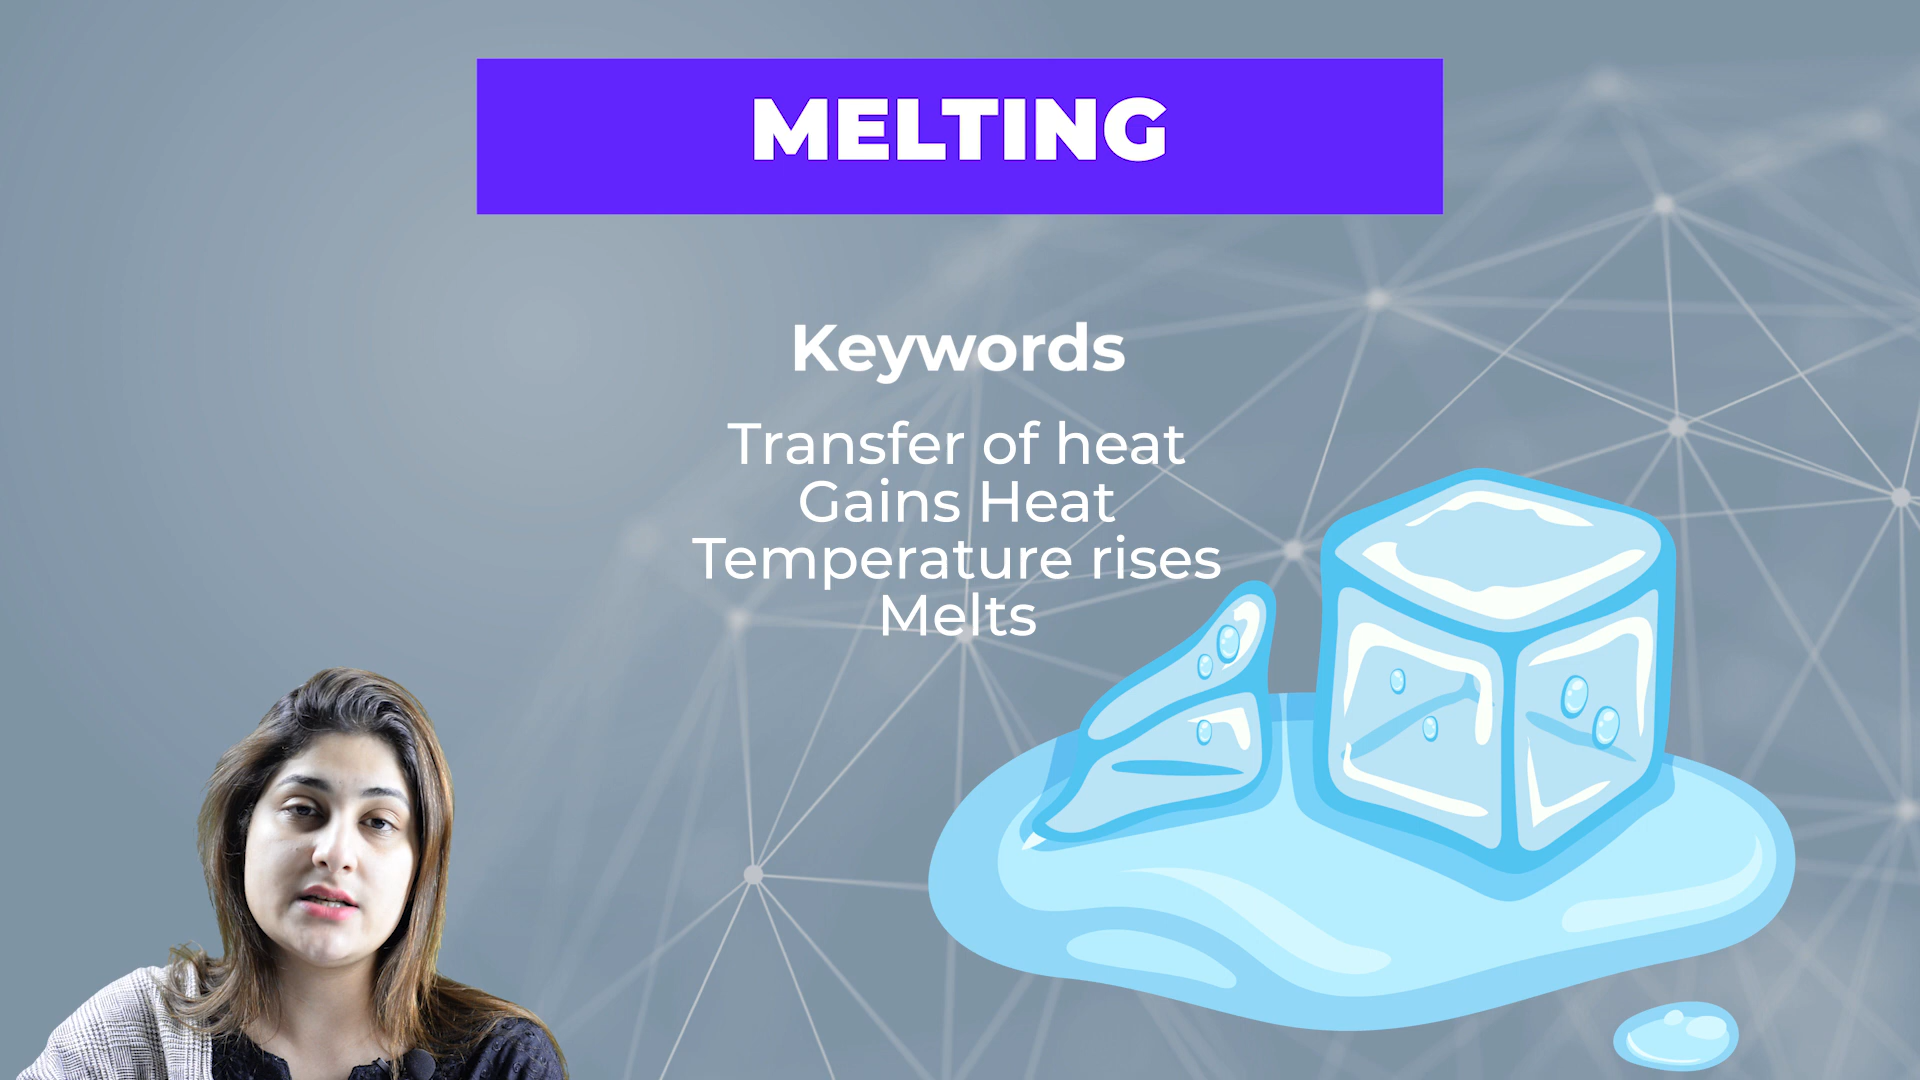 MELTING
Keywords
Transfer of heat
Gains Heat
Temperature rises
Melts